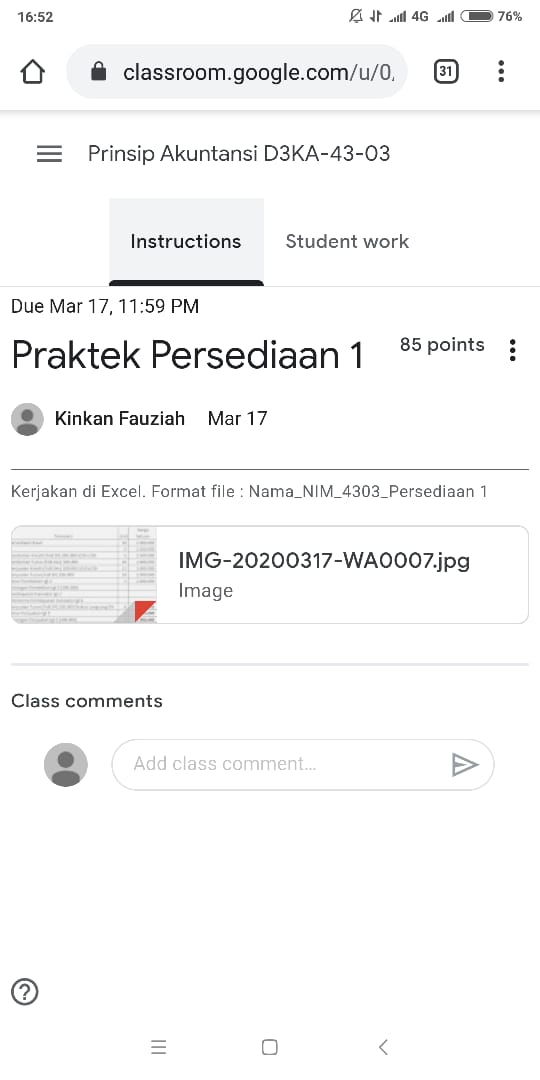 16:52
4G
76%
classroom.google.com/u/0,
31
Prinsip Akuntansi D3KA-43-03
Instructions
Student work
Due Mar 17, 11:59 PM
Praktek Persediaan 1
85 points
Kinkan Fauziah Mar 17
Kerjakan di Excel. Format file : Nama_NIM_4303_Persediaan 1
IMG-20200317-WA0007.jpg
Image
Class comments
Add class comment...